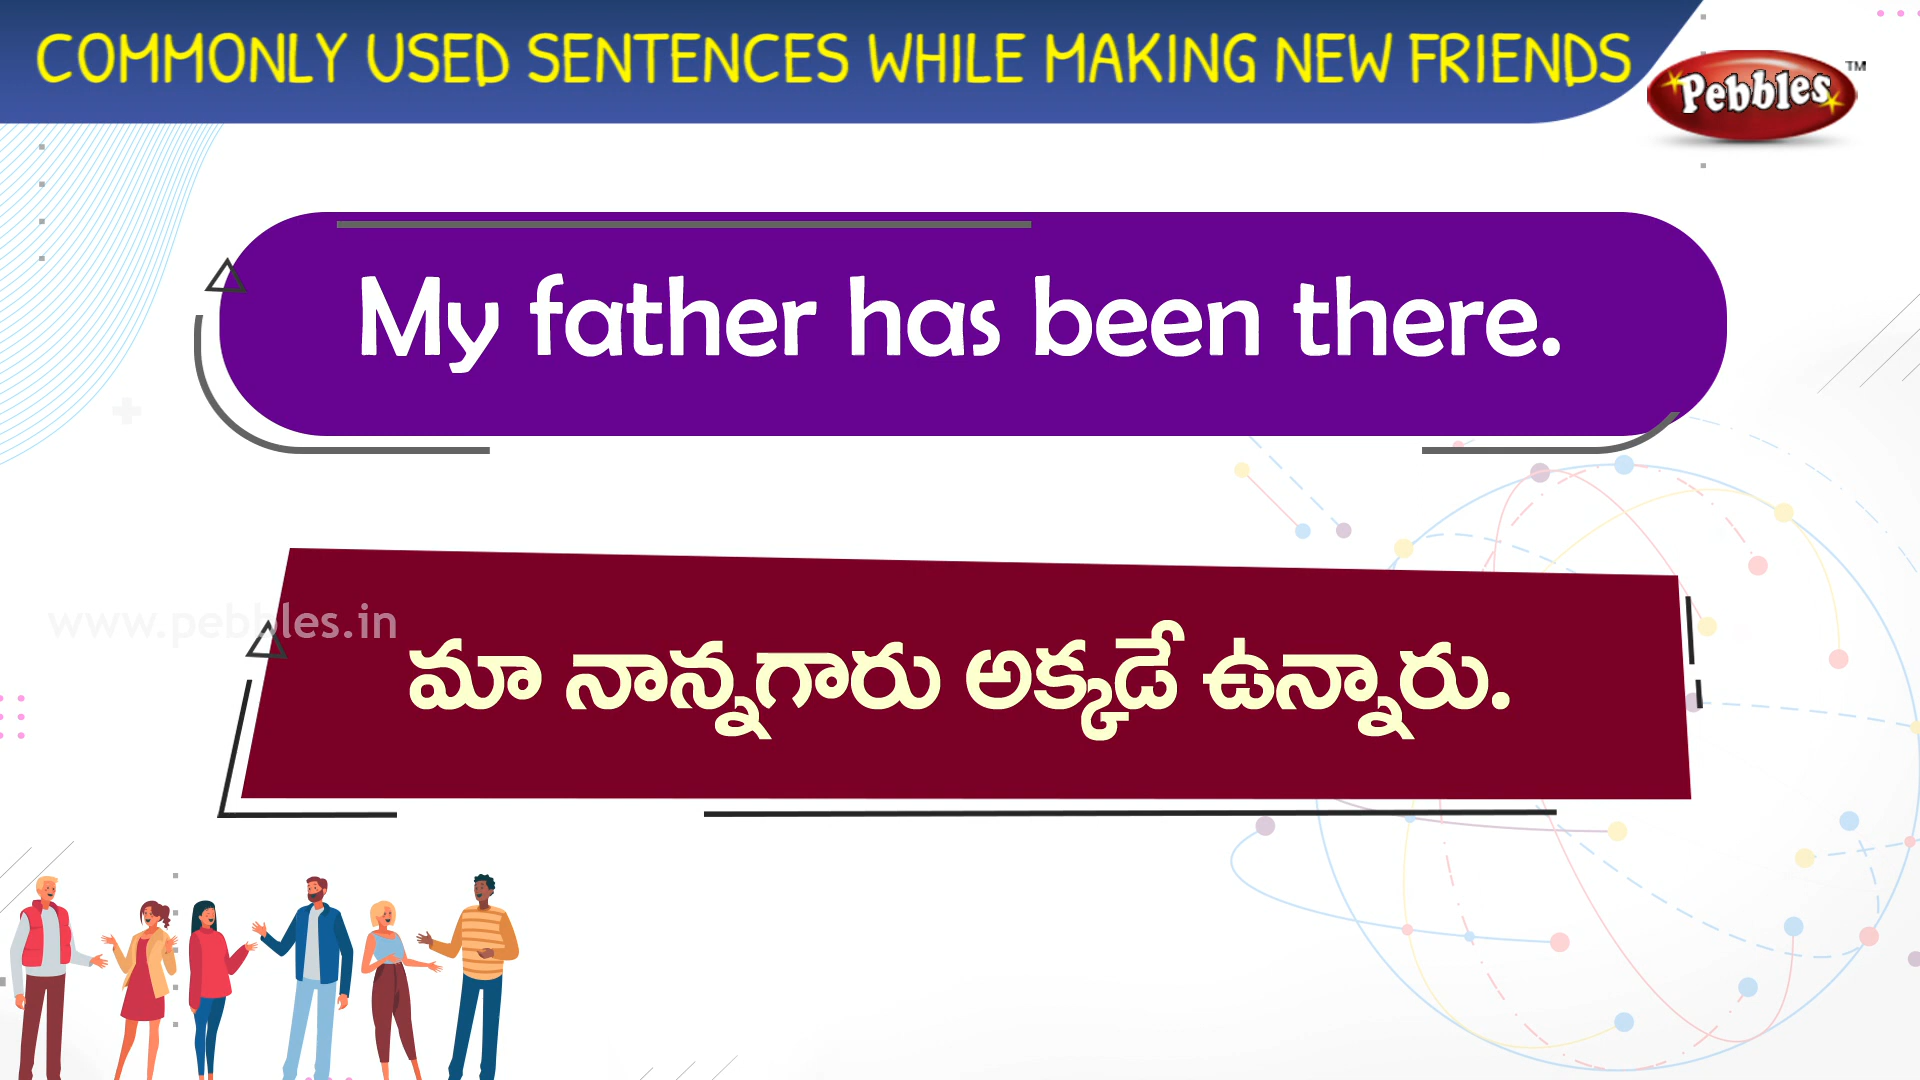 COMMONLY USED SENTENCES WHILE MAKING NEW FRIENDS
Pebbles TM
My father has been there.
www.pebbles.in
మా నాన్నగారు అక్కడే ఉన్నారు.